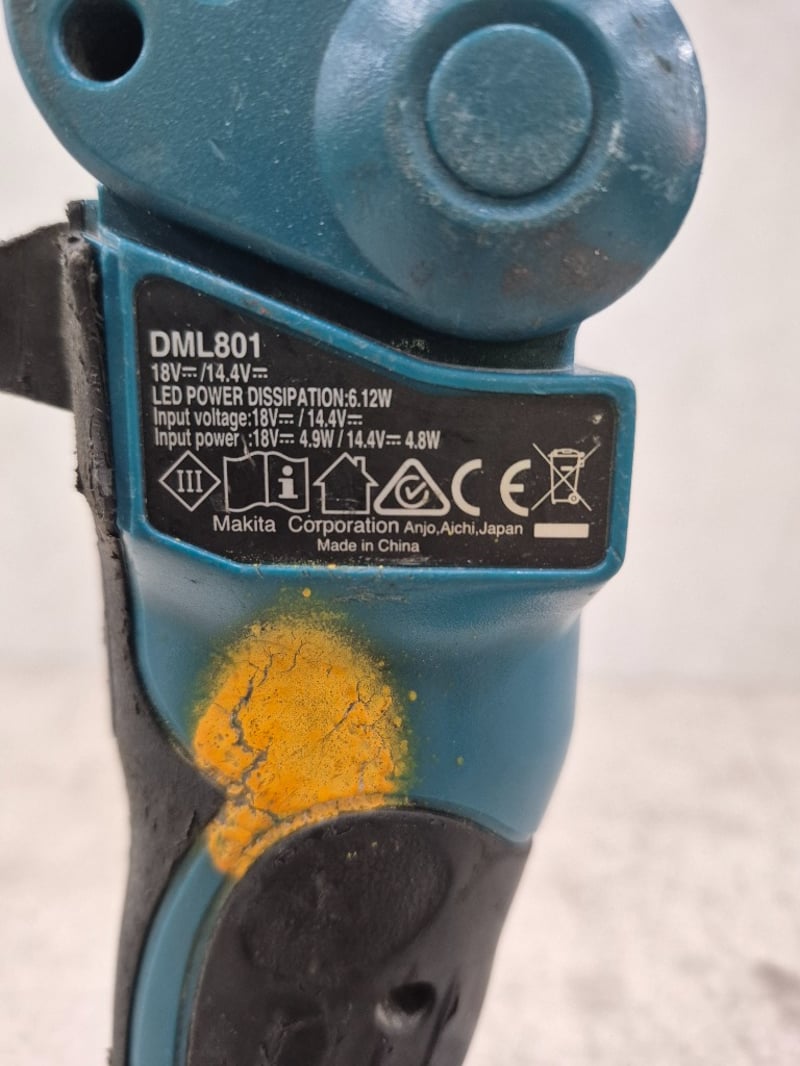 DML801
18V⎓/14.4V⎓
LED POWER DISSIPATION:6.12W
Input voltage:18V⎓ / 14.4V⎓
Input power :18V⎓ 4.9W / 14.4V⎓ 4.8W
III i CE
Makita Corporation Anjo,Aichi,Japan
Made in China